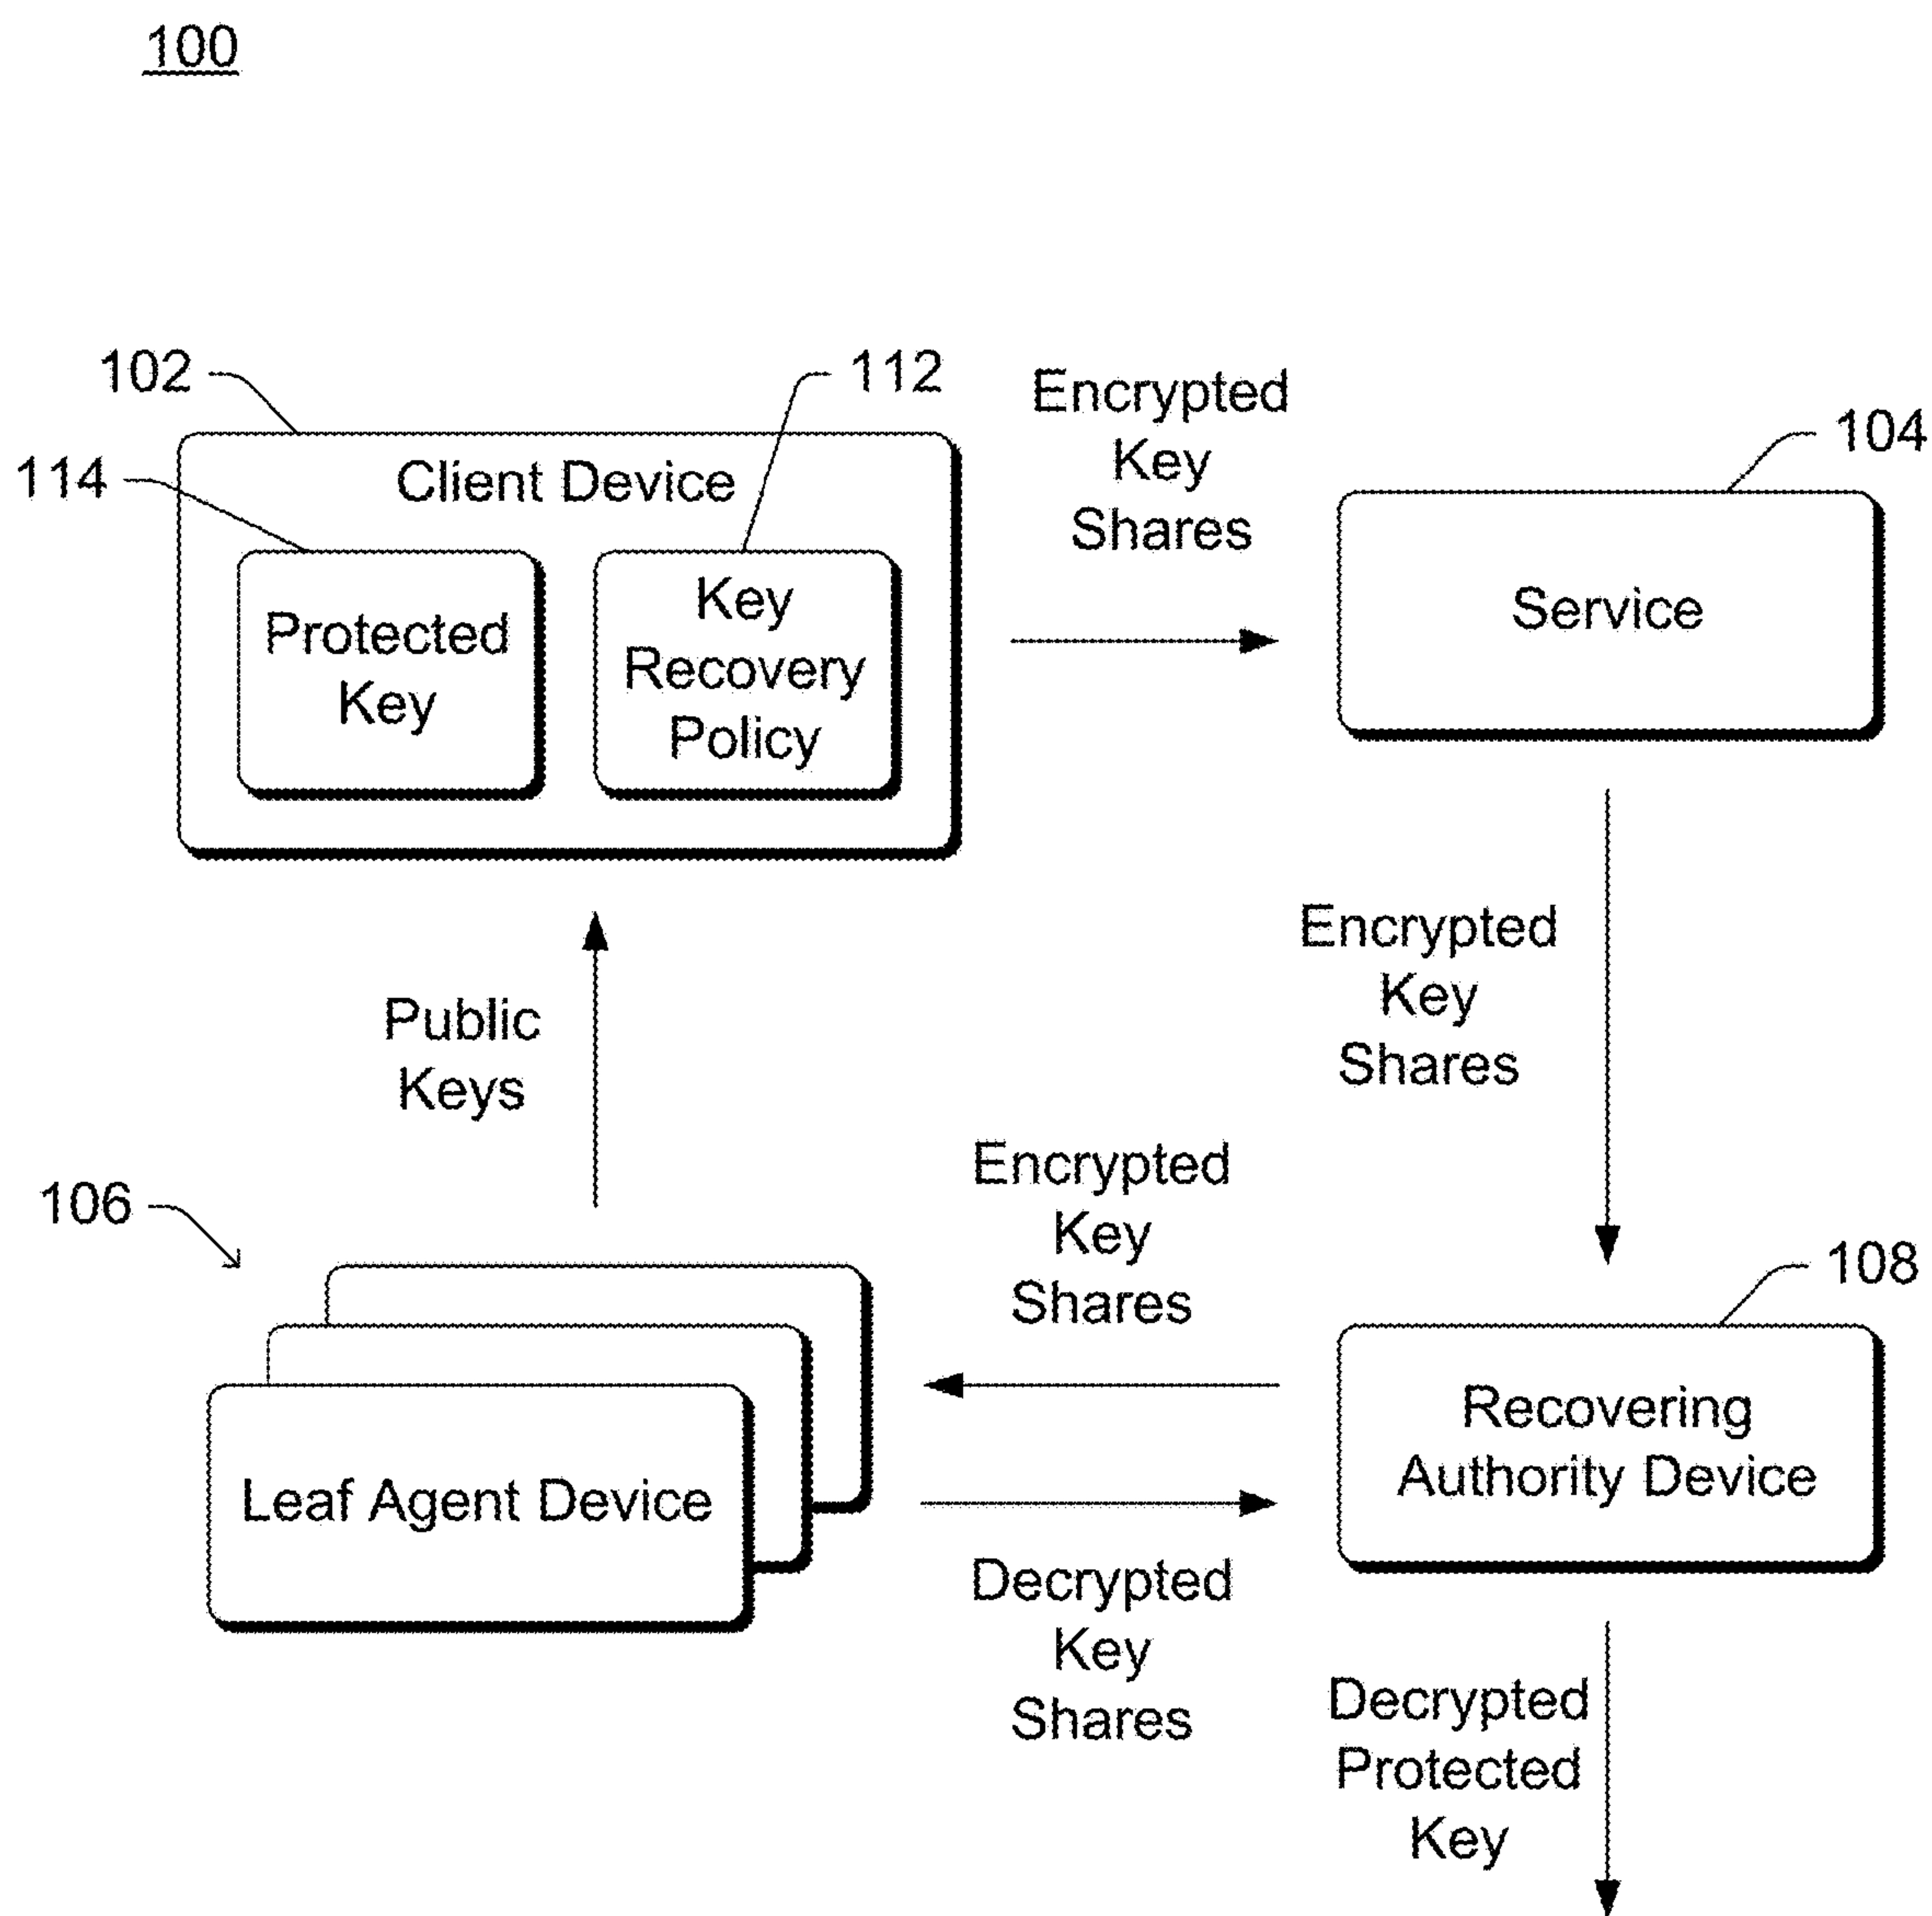 100
102
112
Encrypted
Key
Shares
104
114
Client Device
Protected
Key
Key
Recovery
Policy
Service
Public
Keys
Encrypted
Key
Shares
106
Encrypted
Key
Shares
108
Leaf Agent Device
Recovering
Authority Device
Decrypted
Key
Shares
Decrypted
Protected
Key